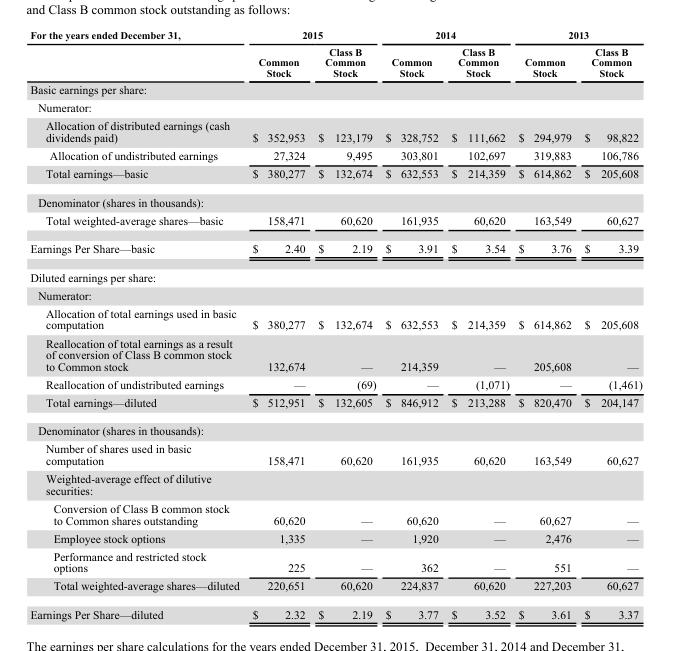 and Class B common stock outstanding as follows:
For the years ended December 31, 2015 2014 2013
Common Stock Class B Common Stock Common Stock Class B Common Stock Common Stock Class B Common Stock
Basic earnings per share:
Numerator:
Allocation of distributed earnings (cash
dividends paid) $ 352,953 $ 123,179 $ 328,752 $ 111,662 $ 294,979 $ 98,822
Allocation of undistributed earnings 27,324 9,495 303,801 102,697 319,883 106,786
Total earnings—basic $ 380,277 $ 132,674 $ 632,553 $ 214,359 $ 614,862 $ 205,608
Denominator (shares in thousands):
Total weighted-average shares—basic 158,471 60,620 161,935 60,620 163,549 60,627
Earnings Per Share—basic $ 2.40 $ 2.19 $ 3.91 $ 3.54 $ 3.76 $ 3.39
Diluted earnings per share:
Numerator:
Allocation of total earnings used in basic
computation $ 380,277 $ 132,674 $ 632,553 $ 214,359 $ 614,862 $ 205,608
Reallocation of total earnings as a result
of conversion of Class B common stock
to Common stock 132,674 — 214,359 — 205,608 —
Reallocation of undistributed earnings — (69) — (1,071) — (1,461)
Total earnings—diluted $ 512,951 $ 132,605 $ 846,912 $ 213,288 $ 820,470 $ 204,147
Denominator (shares in thousands):
Number of shares used in basic
computation 158,471 60,620 161,935 60,620 163,549 60,627
Weighted-average effect of dilutive
securities:
Conversion of Class B common stock
to Common shares outstanding 60,620 — 60,620 — 60,627 —
Employee stock options 1,335 — 1,920 — 2,476 —
Performance and restricted stock
options 225 — 362 — 551 —
Total weighted-average shares—diluted 220,651 60,620 224,837 60,620 227,203 60,627
Earnings Per Share—diluted $ 2.32 $ 2.19 $ 3.77 $ 3.52 $ 3.61 $ 3.37
The earnings per share calculations for the years ended December 31, 2015, December 31, 2014 and December 31,